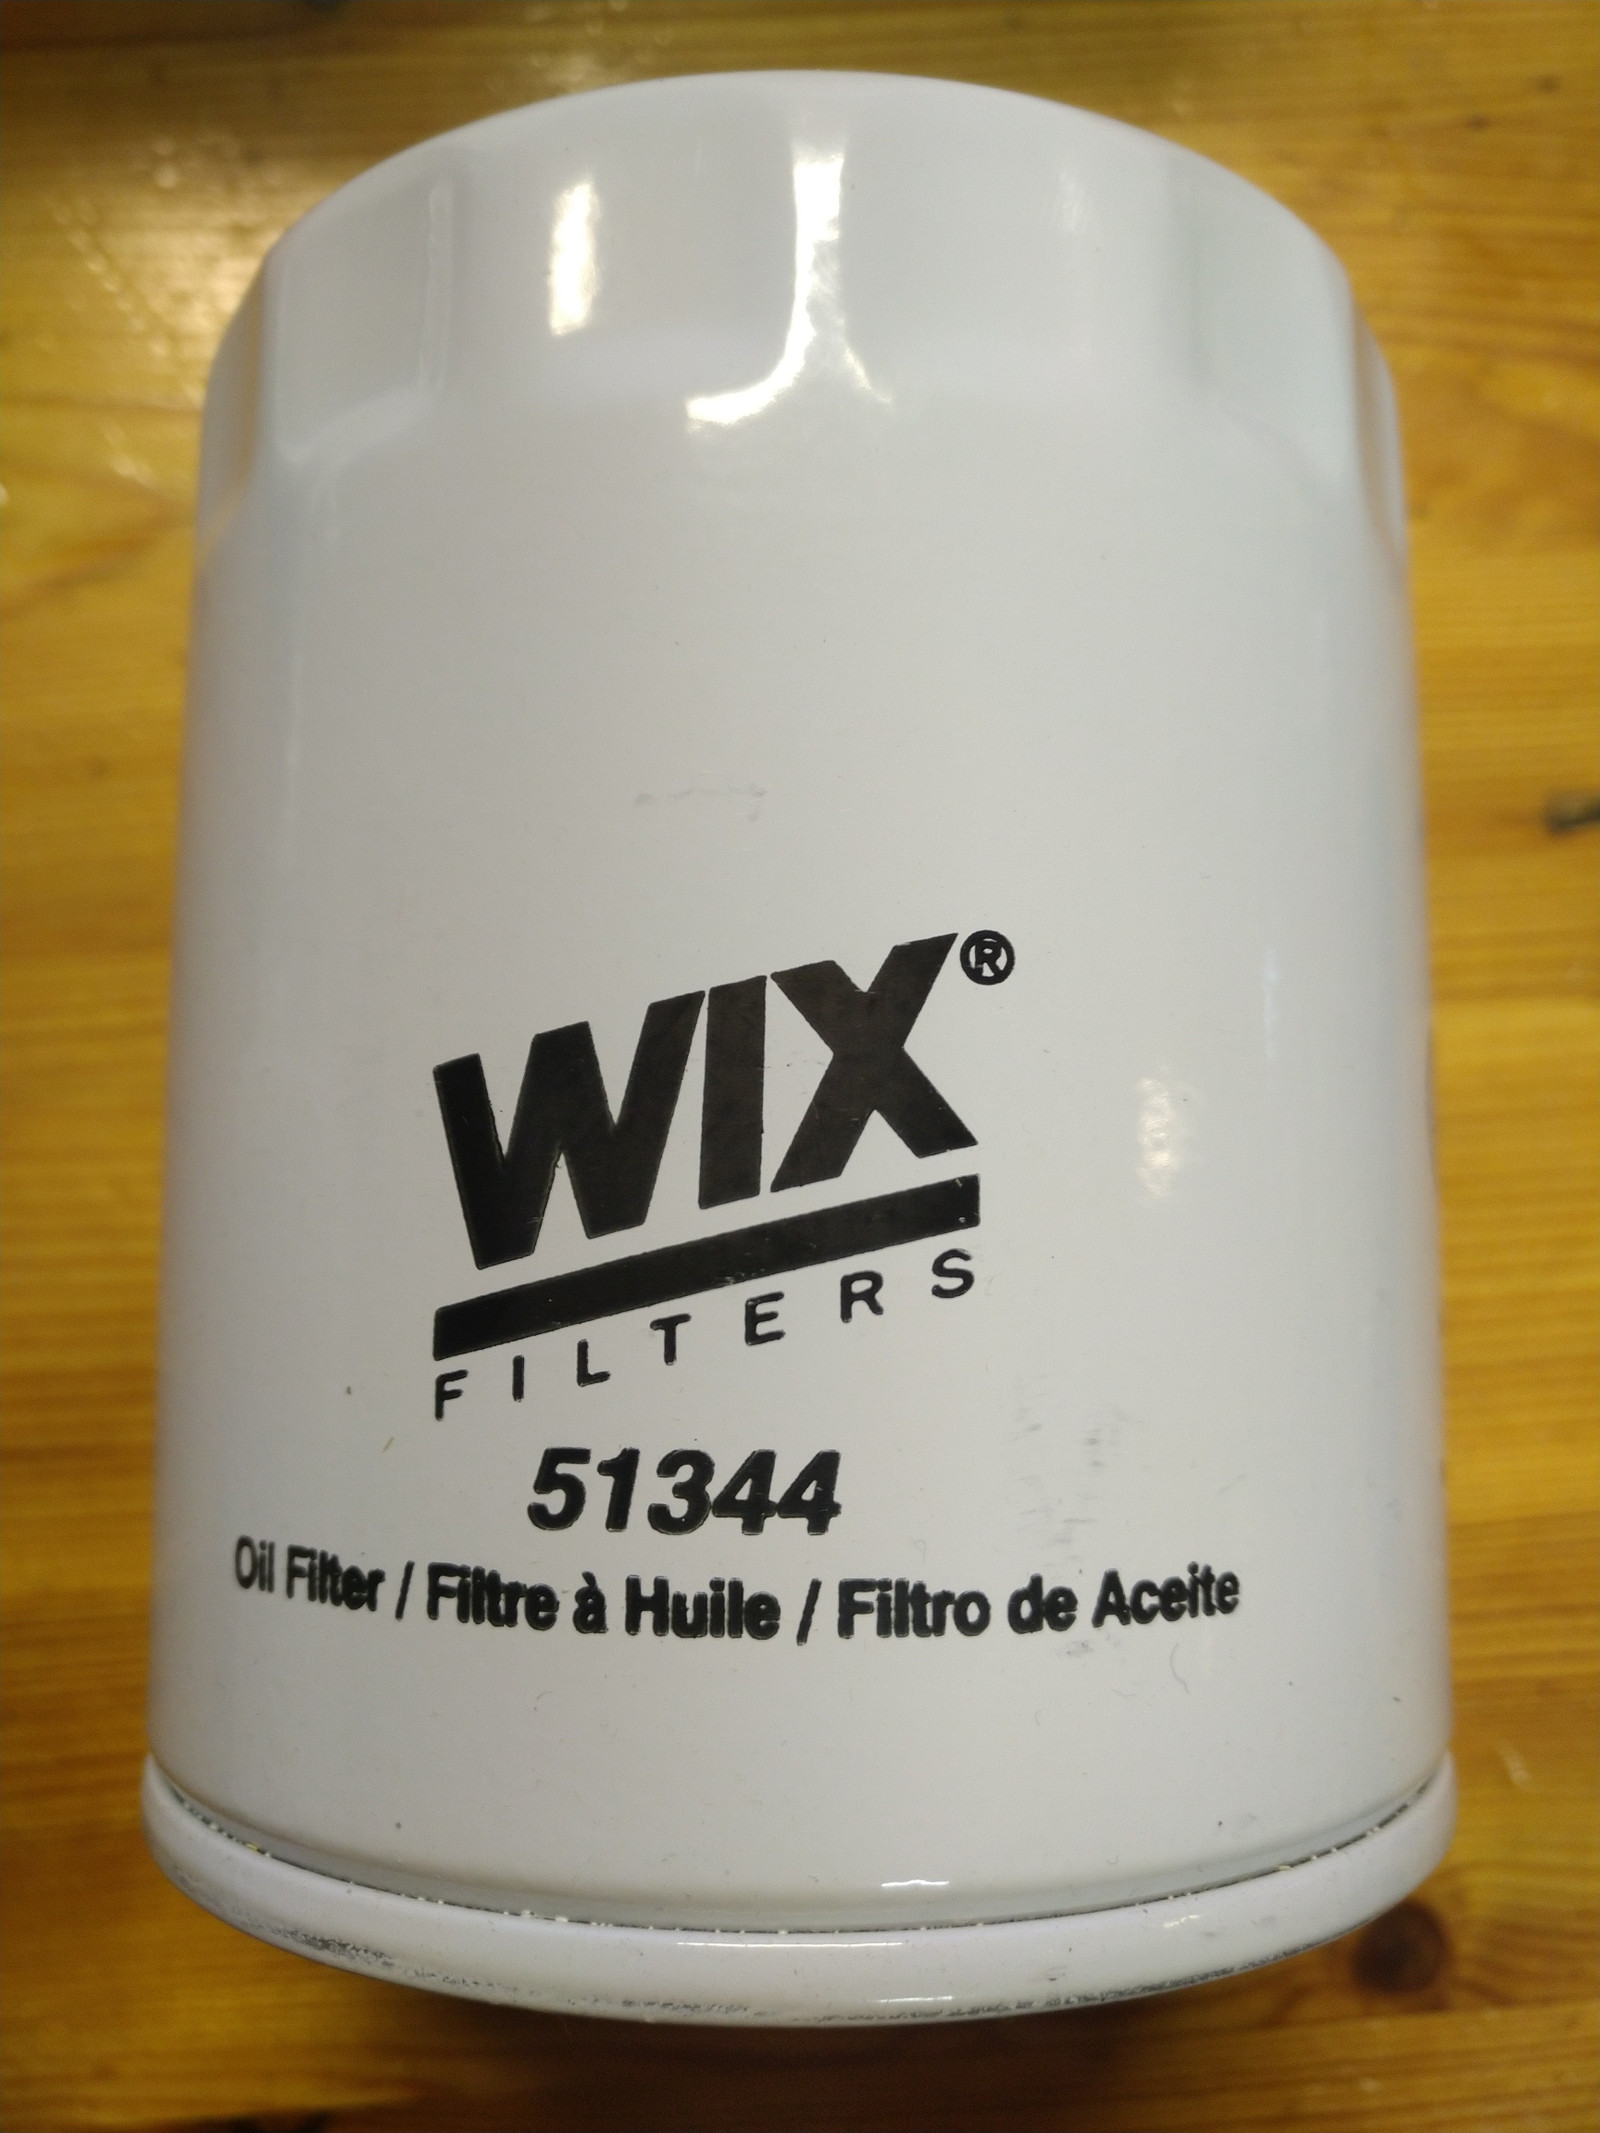 WIX®
FILTERS
51344
Oil Filter / Filtre à Huile / Filtro de Aceite